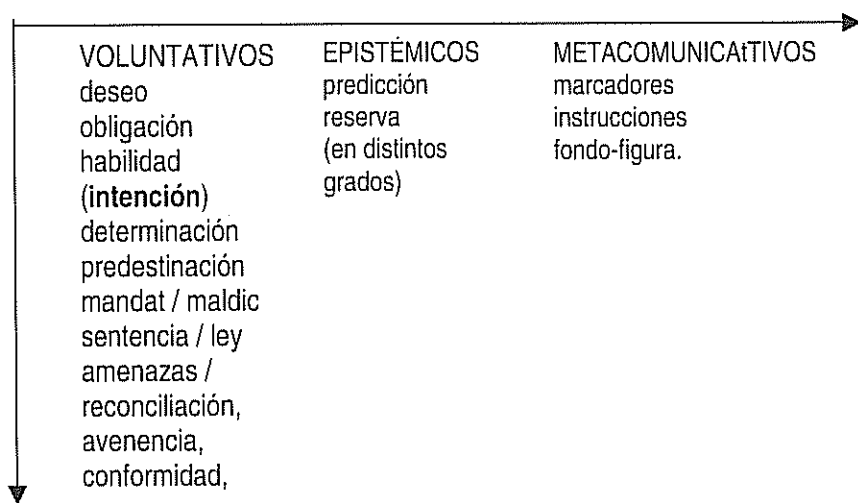 VOLUNTATIVOS
deseo
obligación
habilidad
(intención)
determinación
predestinación
mandat / maldic
sentencia / ley
amenazas /
reconciliación,
avenencia,
conformidad,
EPISTÉMICOS
predicción
reserva
(en distintos
grados)
METACOMUNICAtTIVOS
marcadores
instrucciones
fondo-figura.